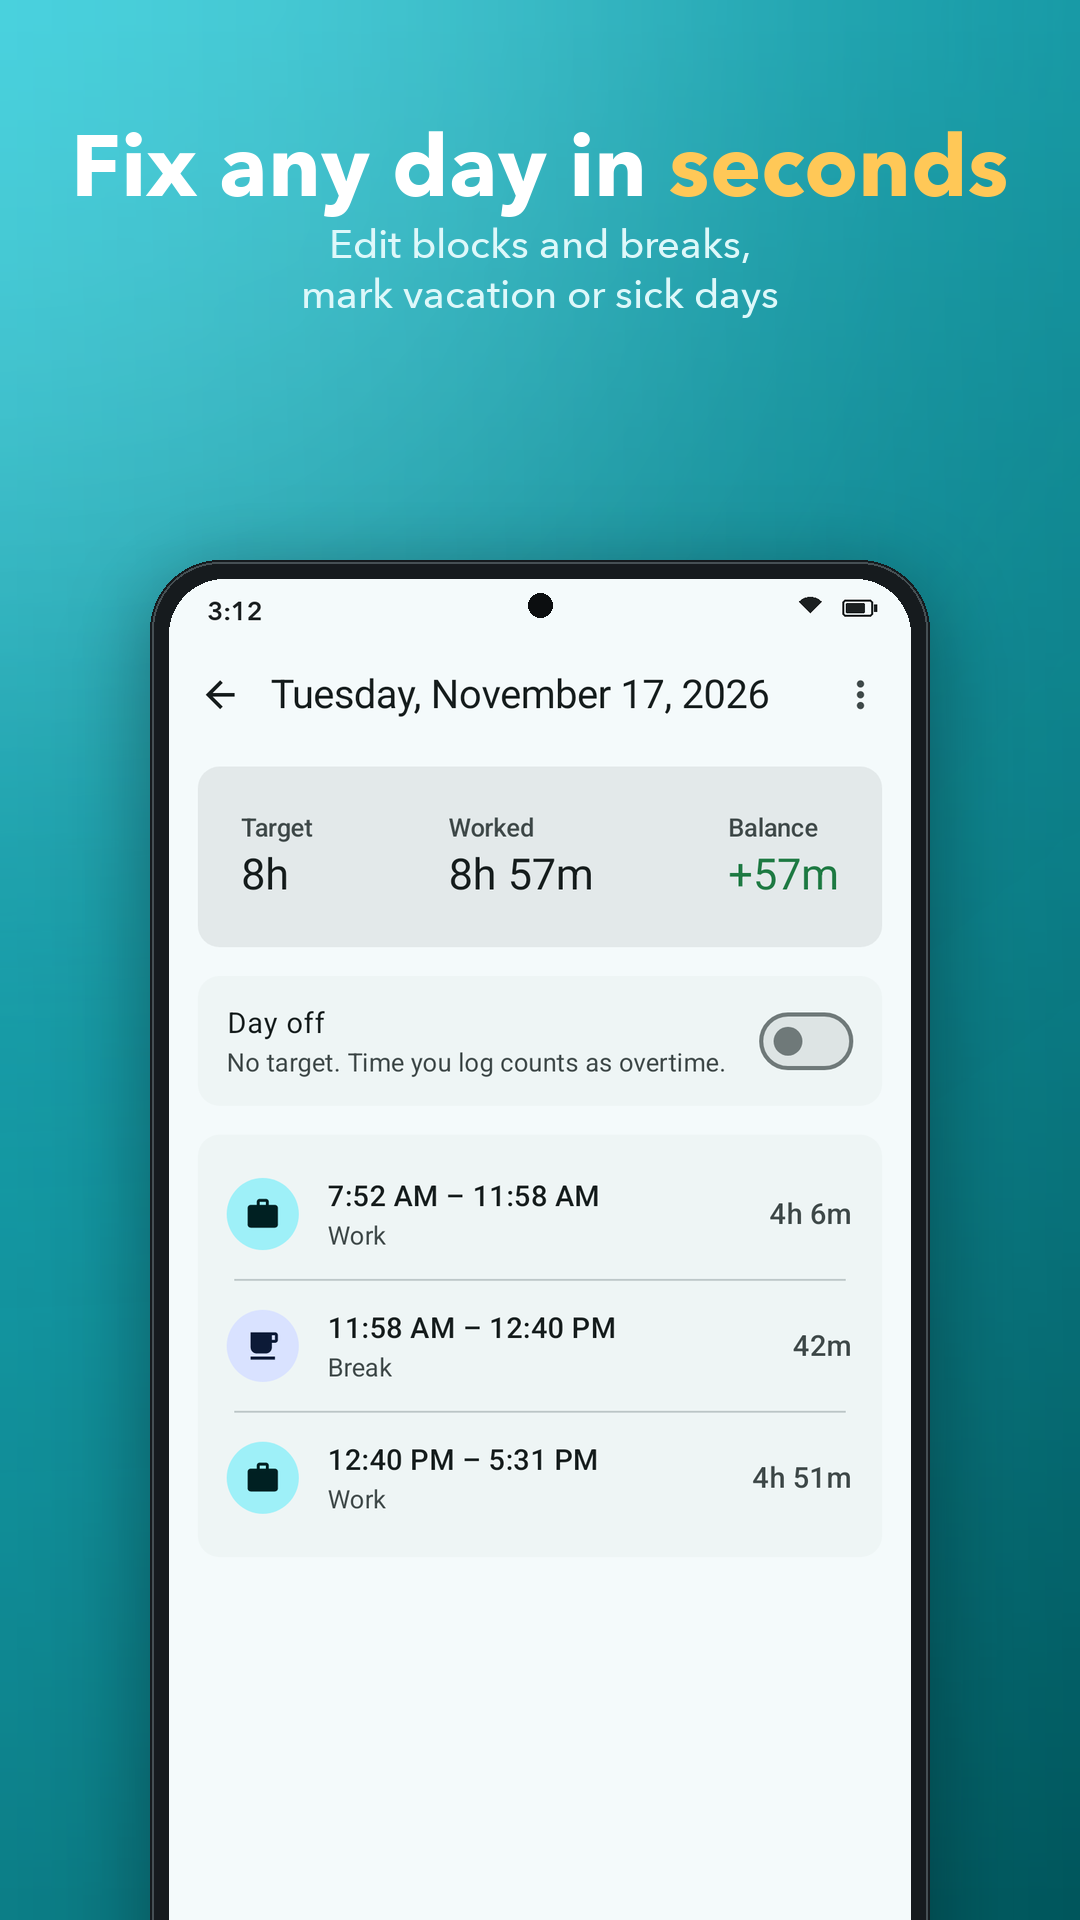 Fix any day in seconds
Edit blocks and breaks,
mark vacation or sick days
3:12
Tuesday, November 17, 2026
Target
8h
Worked
8h 57m
Balance
+57m
Day off
No target. Time you log counts as overtime.
7:52 AM – 11:58 AM
Work
4h 6m
11:58 AM – 12:40 PM
Break
42m
12:40 PM – 5:31 PM
Work
4h 51m